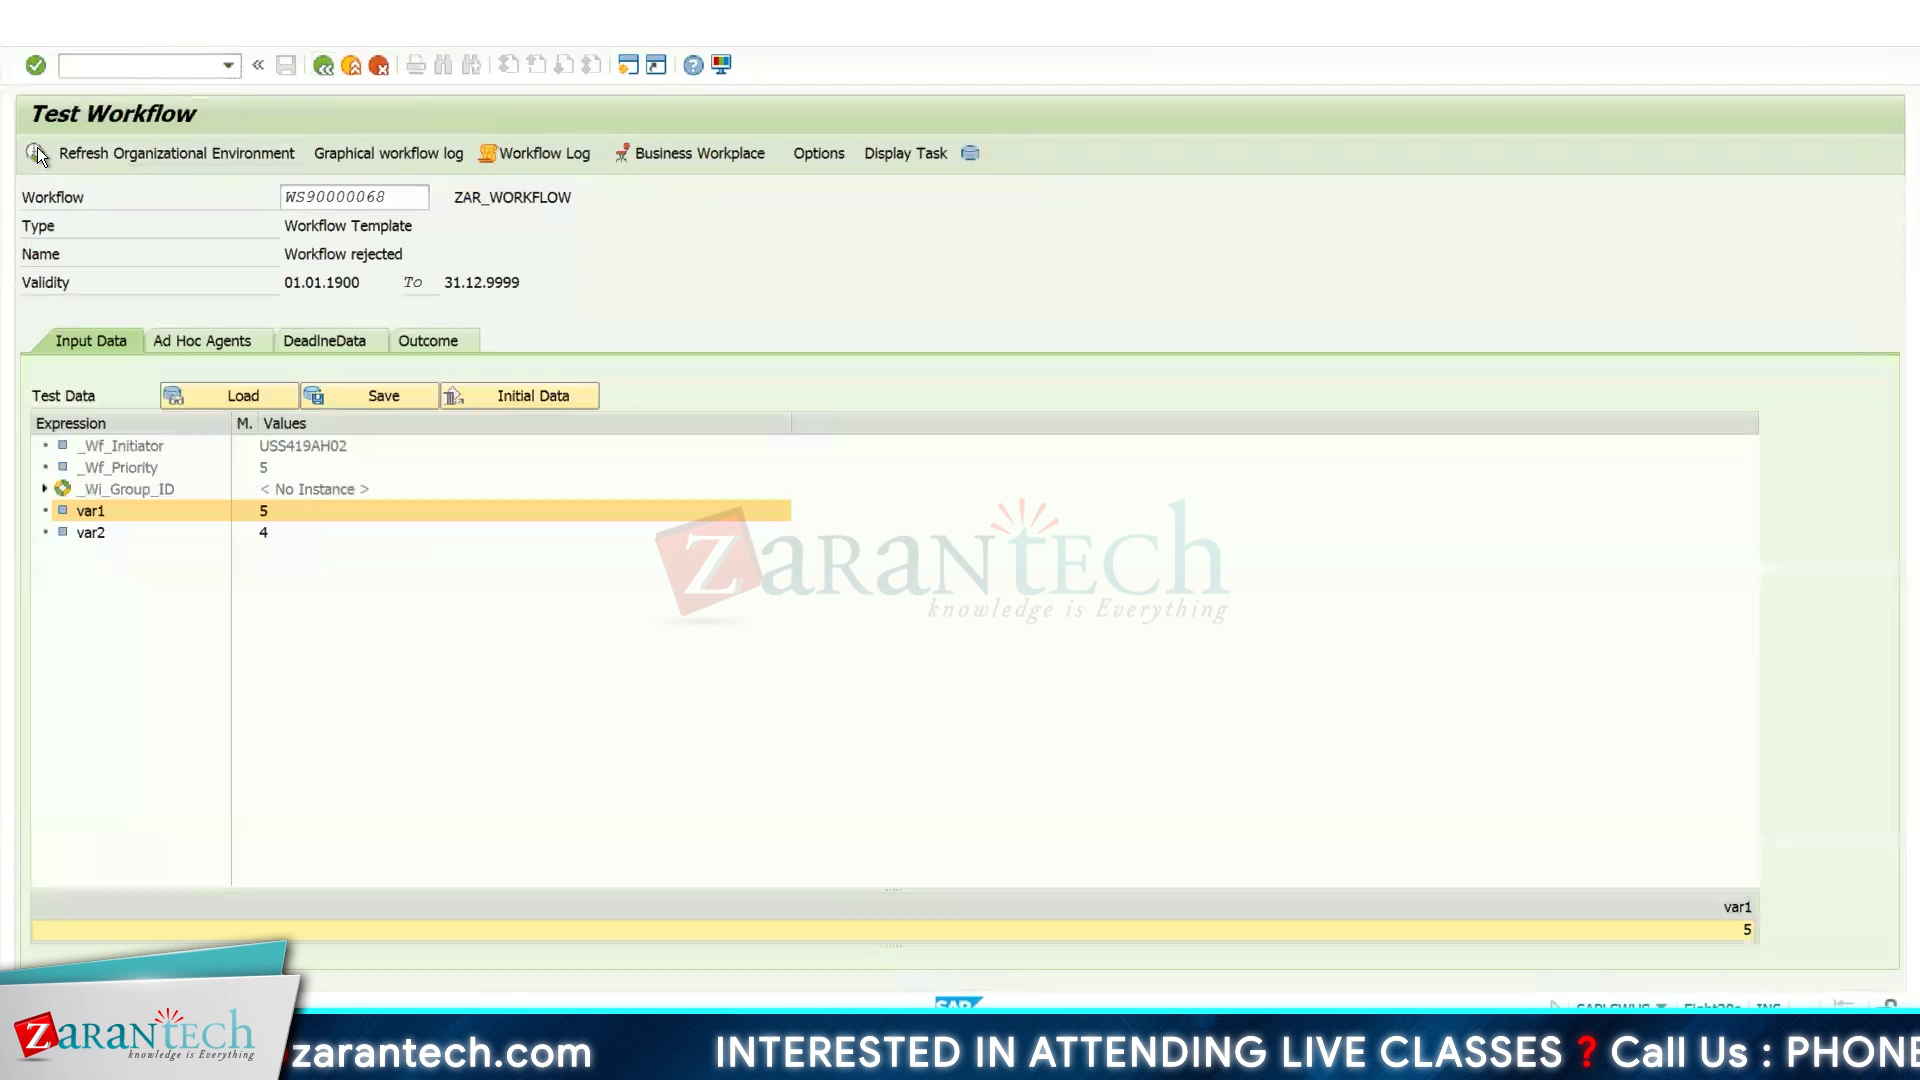 Test Workflow
Refresh Organizational Environment Graphical workflow log Workflow Log Business Workplace Options Display Task
Workflow WS90000068 ZAR_WORKFLOW
Type Workflow Template
Name Workflow rejected
Validity 01.01.1900 To 31.12.9999
Input Data Ad Hoc Agents DeadlneData Outcome
Test Data Load Save Initial Data
Expression M. Values
_Wf_Initiator USS419AH02
_Wf_Priority 5
_Wi_Group_ID < No Instance >
var1 5
var2 4
ZARANTECH
knowledge is Everything
var1
5
SAP
ZARANTECH
knowledge is Everything
zarantech.com INTERESTED IN ATTENDING LIVE CLASSES ? Call Us : PHONE